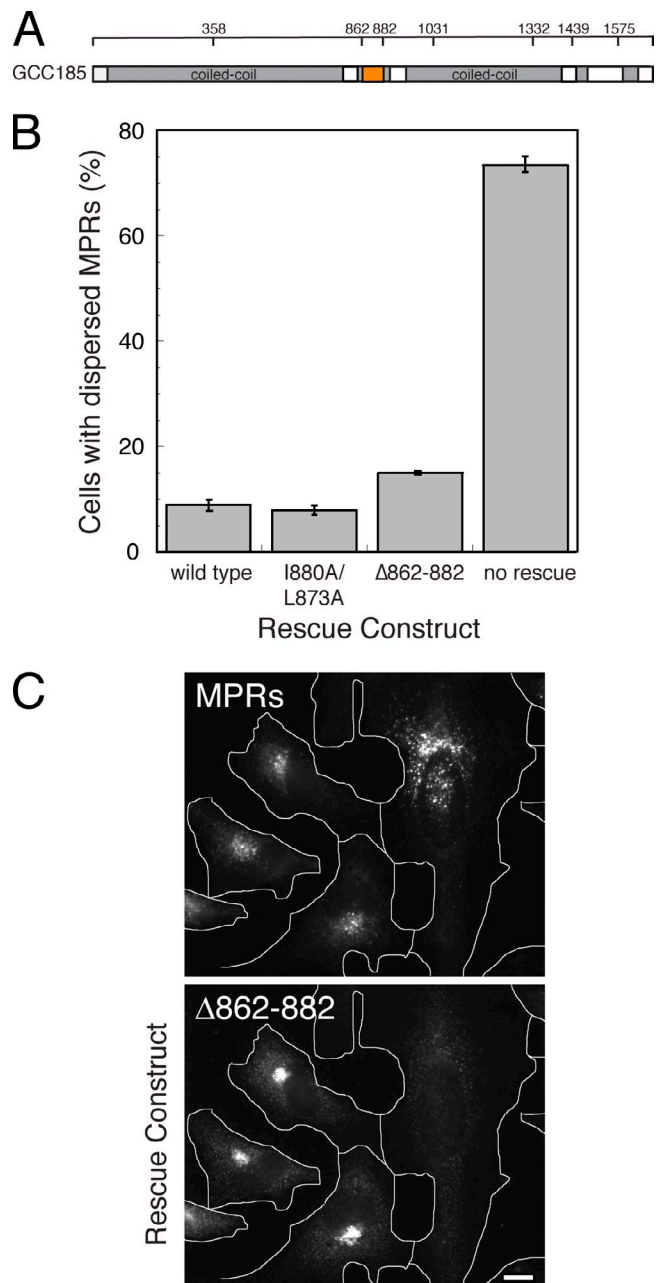 A
358 862 882 1031 1332 1439 1575
GCC185 coiled-coil coiled-coil
B
Cells with dispersed MPRs (%)
80
60
40
20
0
wild type I880A/ Δ862-882 no rescue
L873A
Rescue Construct
C
MPRs
Δ862-882
Rescue Construct